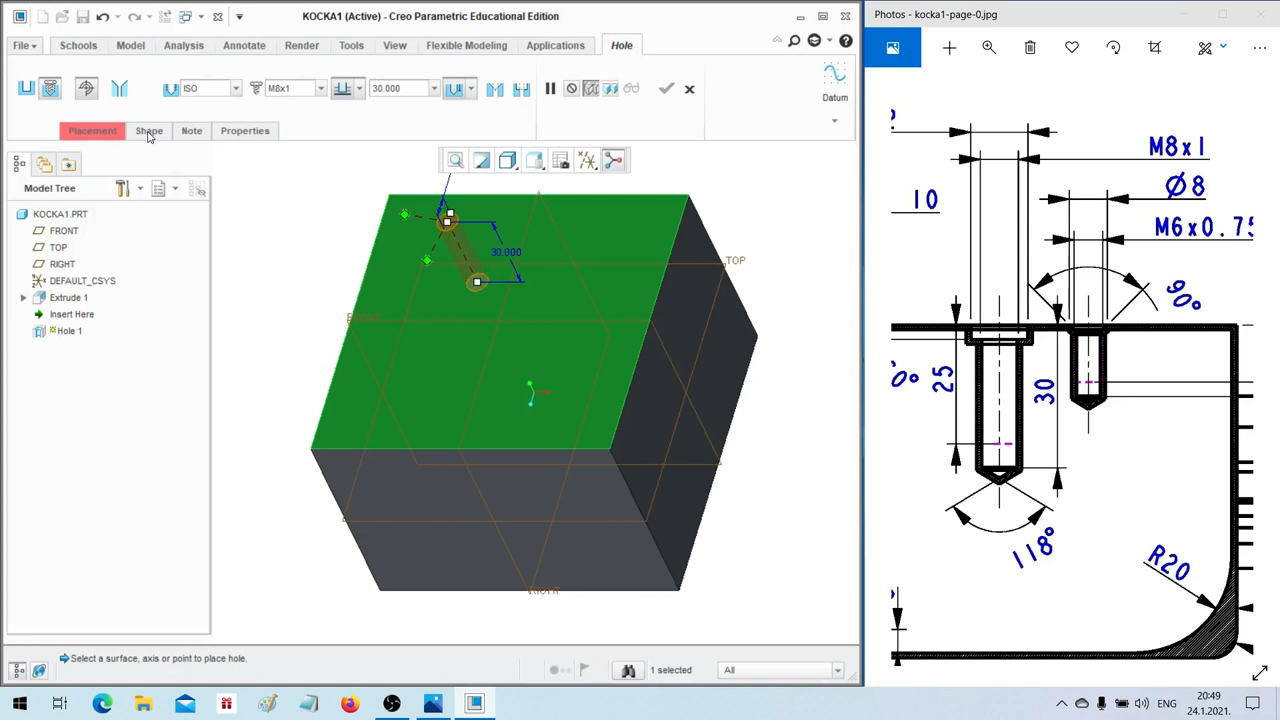 KOCKA1 (Active) - Creo Parametric Educational Edition
File
Schools
Model
Analysis
Annotate
Render
Tools
View
Flexible Modeling
Applications
Hole
ISO
M8x1
30.000
Datum
Placement
Shape
Note
Properties
Model Tree
KOCKA1.PRT
FRONT
TOP
RIGHT
DEFAULT_CSYS
Extrude 1
Insert Here
Hole 1
30.000
TOP
FRONT
RIGHT
Select a surface, axis or point to place hole.
1 selected
All
Photos - kocka1-page-0.jpg
M8x1
10
Ø8
M6x0.75
90°
25
30
118°
R20
ENG
20:49
24.1.2021.